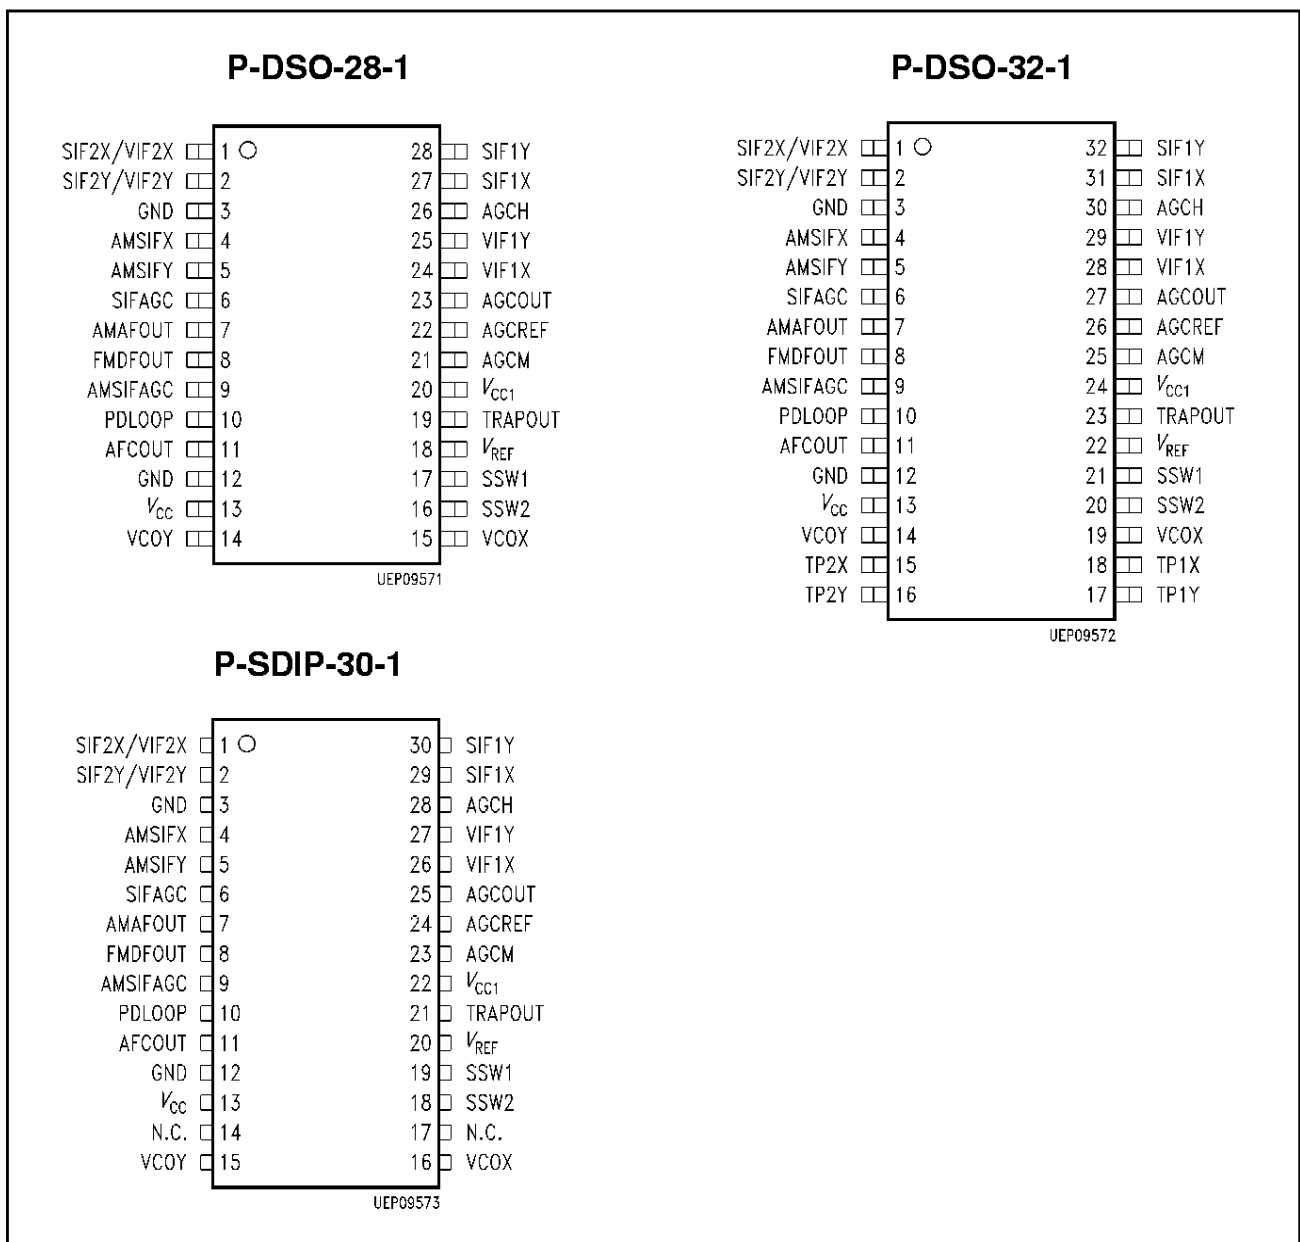 P-DSO-28-1
SIF2X/VIF2X 1 28 SIF1Y
SIF2Y/VIF2Y 2 27 SIF1X
GND 3 26 AGCH
AMSIFX 4 25 VIF1Y
AMSIFY 5 24 VIF1X
SIFAGC 6 23 AGCOUT
AMAFOUT 7 22 AGCREF
FMDFOUT 8 21 AGCM
AMSIFAGC 9 20 VCC1
PDLOOP 10 19 TRAPOUT
AFCOUT 11 18 VREF
GND 12 17 SSW1
VCC 13 16 SSW2
VCOY 14 15 VCOX
UEP09571
P-DSO-32-1
SIF2X/VIF2X 1 32 SIF1Y
SIF2Y/VIF2Y 2 31 SIF1X
GND 3 30 AGCH
AMSIFX 4 29 VIF1Y
AMSIFY 5 28 VIF1X
SIFAGC 6 27 AGCOUT
AMAFOUT 7 26 AGCREF
FMDFOUT 8 25 AGCM
AMSIFAGC 9 24 VCC1
PDLOOP 10 23 TRAPOUT
AFCOUT 11 22 VREF
GND 12 21 SSW1
VCC 13 20 SSW2
VCOY 14 19 VCOX
TP2X 15 18 TP1X
TP2Y 16 17 TP1Y
UEP09572
P-SDIP-30-1
SIF2X/VIF2X 1 30 SIF1Y
SIF2Y/VIF2Y 2 29 SIF1X
GND 3 28 AGCH
AMSIFX 4 27 VIF1Y
AMSIFY 5 26 VIF1X
SIFAGC 6 25 AGCOUT
AMAFOUT 7 24 AGCREF
FMDFOUT 8 23 AGCM
AMSIFAGC 9 22 VCC1
PDLOOP 10 21 TRAPOUT
AFCOUT 11 20 VREF
GND 12 19 SSW1
VCC 13 18 SSW2
N.C. 14 17 N.C.
VCOY 15 16 VCOX
UEP09573